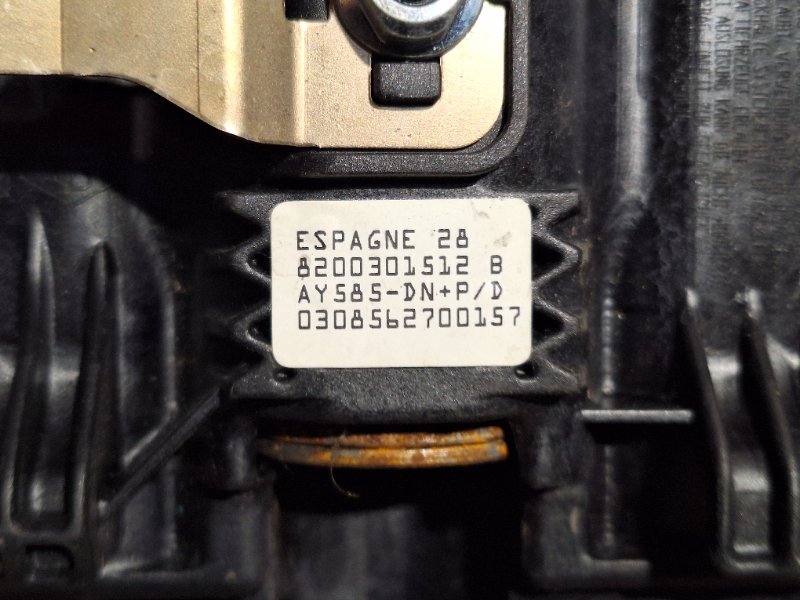 ESPAGNE 28
8200301512 B
AY585-DN+P/D
0308562700157